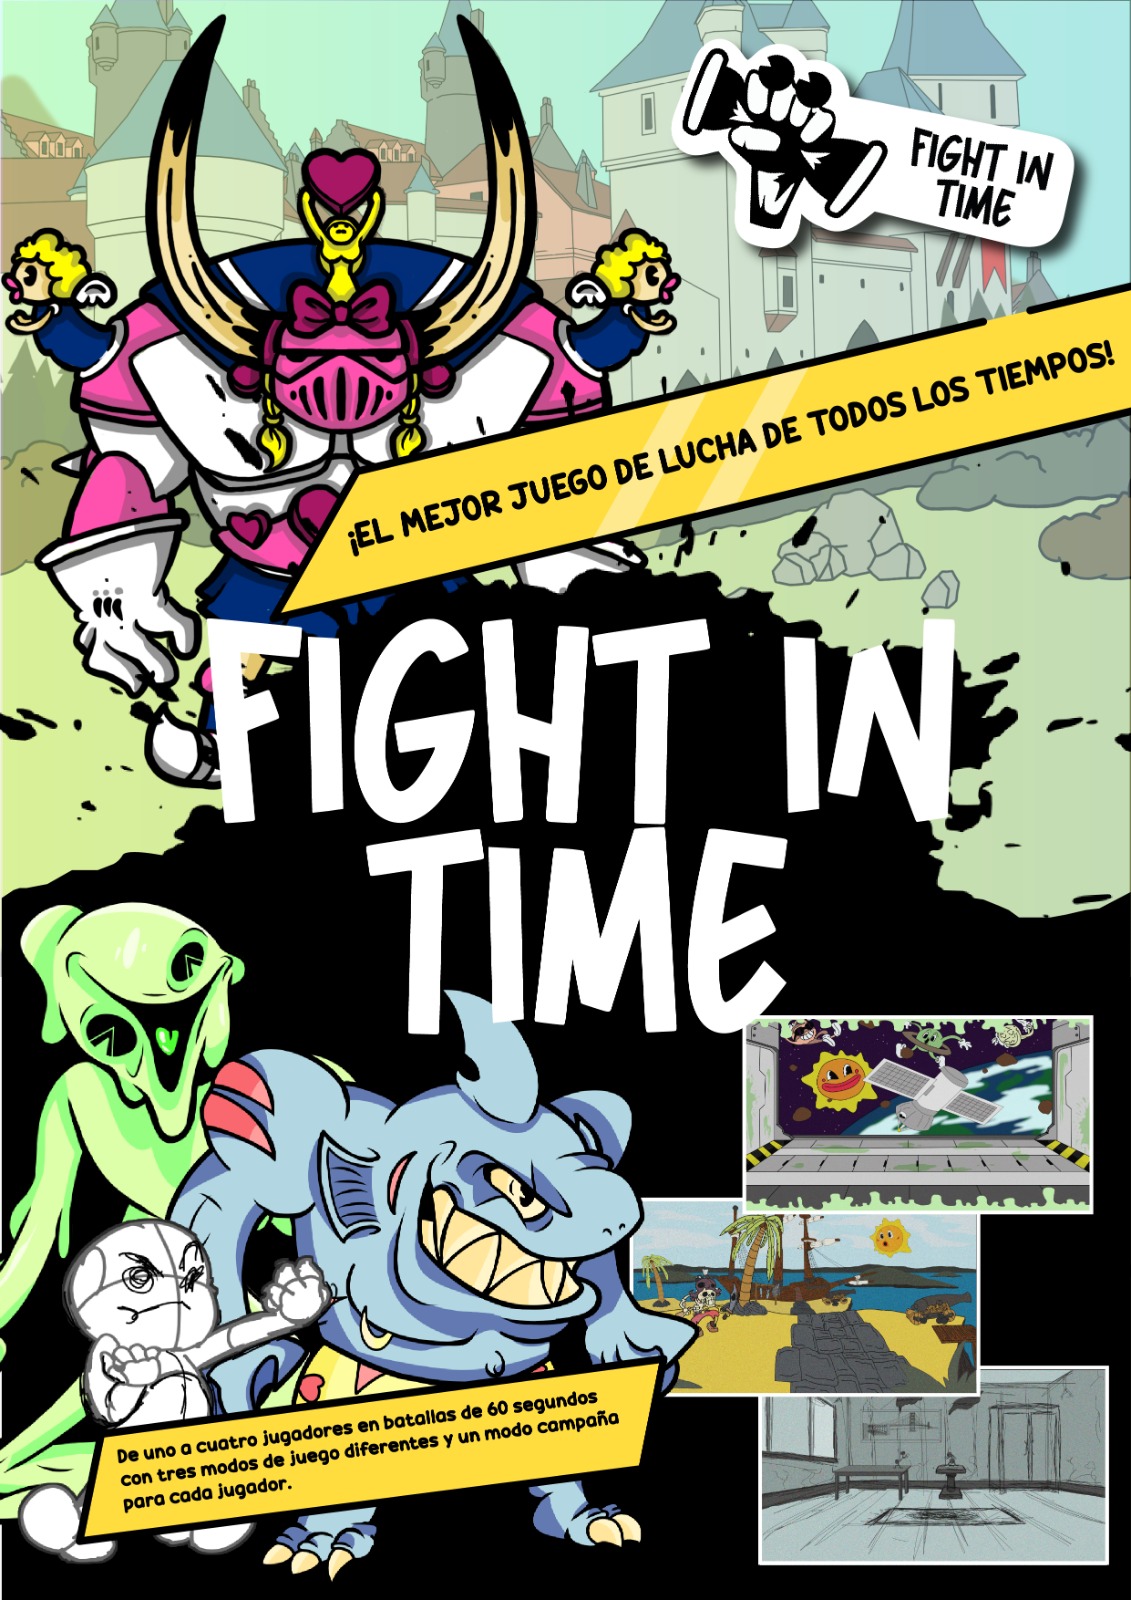 FIGHT IN
TIME
¡EL MEJOR JUEGO DE LUCHA DE TODOS LOS TIEMPOS!
FIGHT IN
TIME
De uno a cuatro jugadores en batallas de 60 segundos
con tres modos de juego diferentes y un modo campaña
para cada jugador.